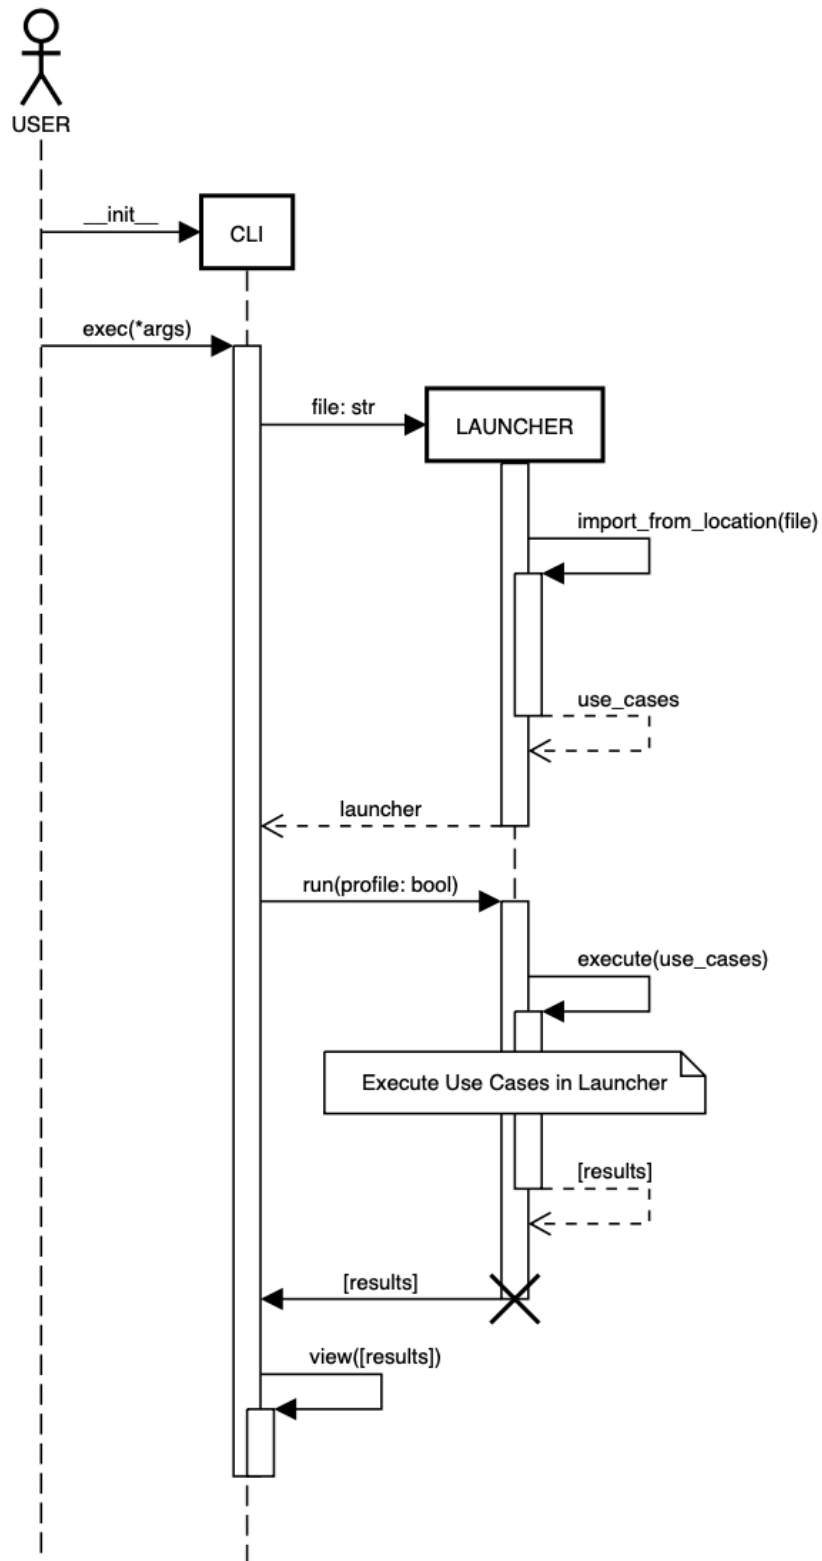 USER
__init__
CLI
exec(*args)
file: str
LAUNCHER
import_from_location(file)
use_cases
launcher
run(profile: bool)
execute(use_cases)
Execute Use Cases in Launcher
[results]
[results]
view([results])